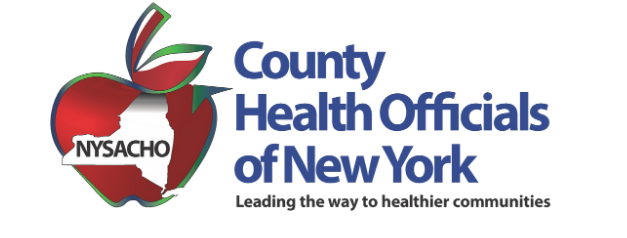 NYSACHO
County
Health Officials
of New York
Leading the way to healthier communities